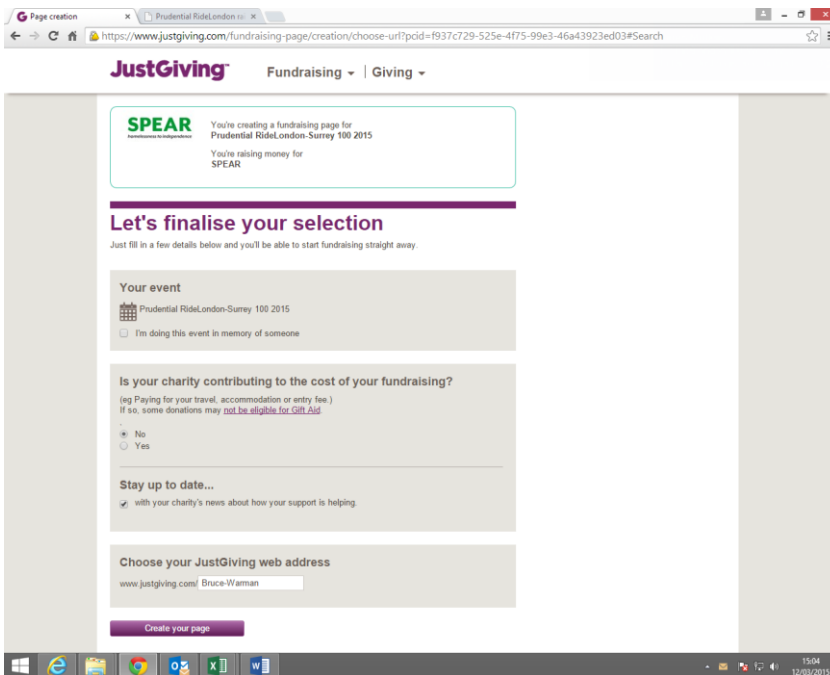 Page creation
Prudential RideLondon ra
https://www.justgiving.com/fundraising-page/creation/choose-url?pcid=f937c729-525e-4f75-99e3-46a43923ed03#Search
JustGiving™ Fundraising Giving
SPEAR
homelessness to independence
You're creating a fundraising page for
Prudential RideLondon-Surrey 100 2015
You're raising money for
SPEAR
Let's finalise your selection
Just fill in a few details below and you'll be able to start fundraising straight away.
Your event
Prudential RideLondon-Surrey 100 2015
I'm doing this event in memory of someone
Is your charity contributing to the cost of your fundraising?
(eg Paying for your travel, accommodation or entry fee.)
If so, some donations may not be eligible for Gift Aid.
.
No
Yes
Stay up to date...
with your charity's news about how your support is helping.
Choose your JustGiving web address
www.justgiving.com/ Bruce-Warman
Create your page
15:04
12/03/2015